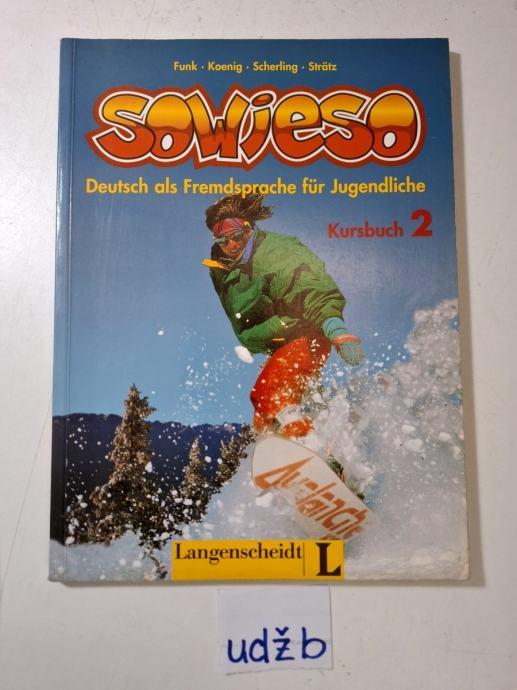 Funk · Koenig · Scherling · Strätz
sowieso
Deutsch als Fremdsprache für Jugendliche
Kursbuch 2
Avalanche
Langenscheidt L
udžb